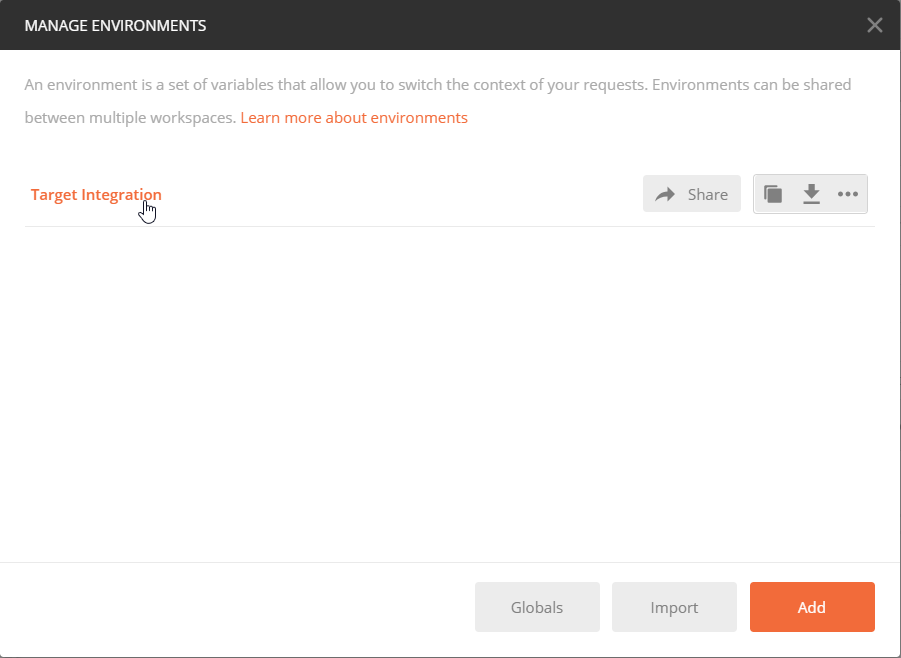 MANAGE ENVIRONMENTS
An environment is a set of variables that allow you to switch the context of your requests. Environments can be shared
between multiple workspaces. Learn more about environments
Target Integration
Share
Globals
Import
Add